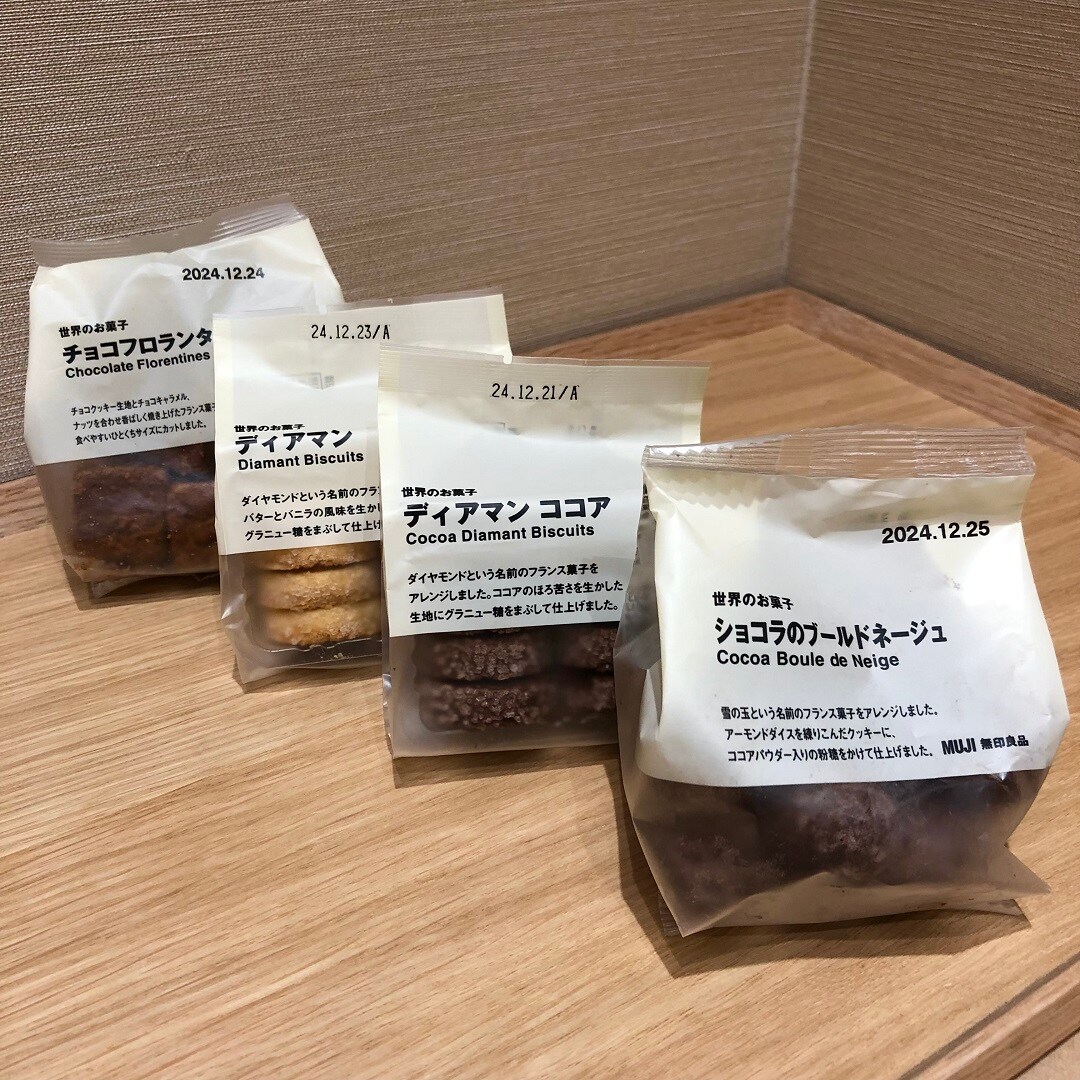 2024.12.24
世界のお菓子
チョコフロランタ
Chocolate Florentines
チョコクッキー生地とチョコキャラメル、
ナッツを合わせ香ばしく焼き上げたフランス菓子
食べやすいひとくちサイズにカットしました。
24.12.23/A
世界のお菓子
ディアマン
Diamant Biscuits
ダイヤモンドという名前のフラン
バターとバニラの風味を生かし
グラニュー糖をまぶして仕上げ
24.12.21/A
世界のお菓子
ディアマン ココア
Cocoa Diamant Biscuits
ダイヤモンドという名前のフランス菓子を
アレンジしました。ココアのほろ苦さを生かした
生地にグラニュー糖をまぶして仕上げました。
2024.12.25
世界のお菓子
ショコラのブールドネージュ
Cocoa Boule de Neige
雪の玉という名前のフランス菓子をアレンジしました。
アーモンドダイスを練りこんだクッキーに、
ココアパウダー入りの粉糖をかけて仕上げました。
MUJI 無印良品